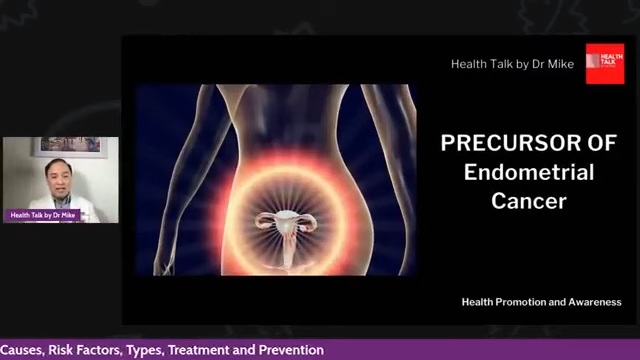 Health Talk by Dr Mike
HEALTH
TALK
PRECURSOR OF
Endometrial
Cancer
Health Talk by Dr Mike
Health Promotion and Awareness
Causes, Risk Factors, Types, Treatment and Prevention